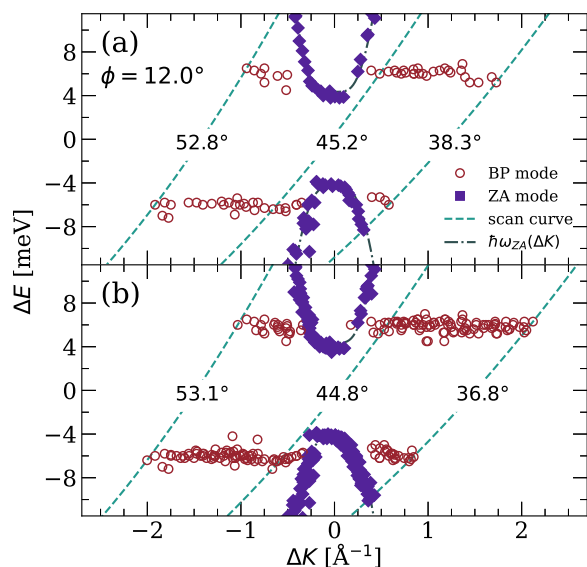 (a)
ϕ = 12.0°
8
4
0
−4
−8
52.8°
45.2°
38.3°
BP mode
ZA mode
scan curve
ℏω_ZA(ΔK)
ΔE [meV]
(b)
8
4
0
−4
−8
53.1°
44.8°
36.8°
−2
−1
0
1
2
ΔK [Å⁻¹]